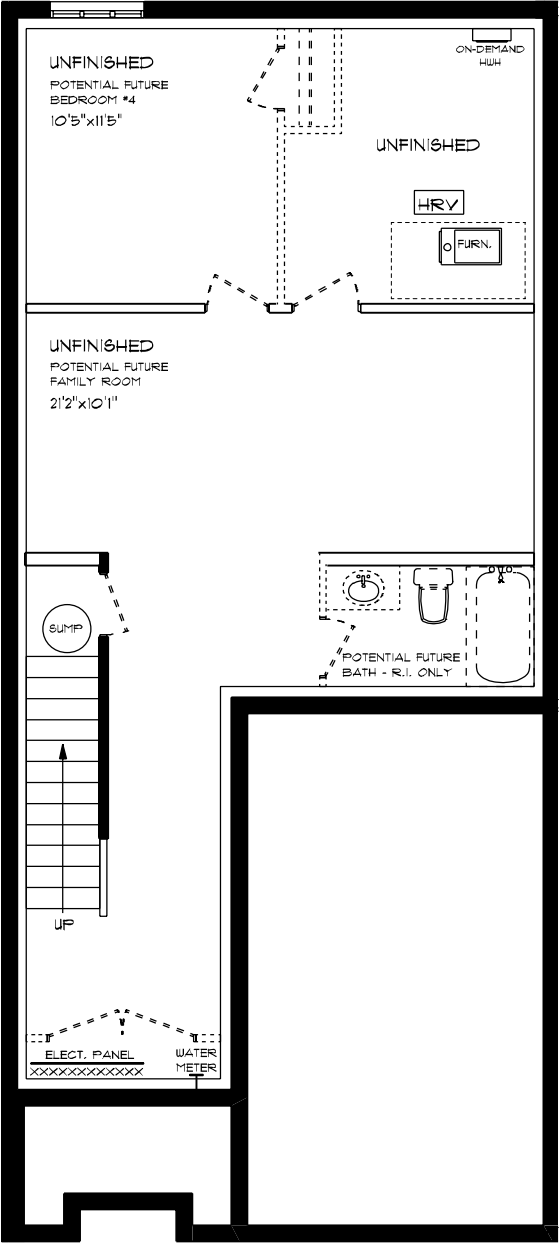 UNFINISHED
POTENTIAL FUTURE
BEDROOM #4
10'5"x11'5"
ON-DEMAND
HWH
UNFINISHED
HRV
FURN.
UNFINISHED
POTENTIAL FUTURE
FAMILY ROOM
21'2"x10'1"
SUMP
POTENTIAL FUTURE
BATH - R.I. ONLY
UP
ELECT. PANEL
WATER
METER